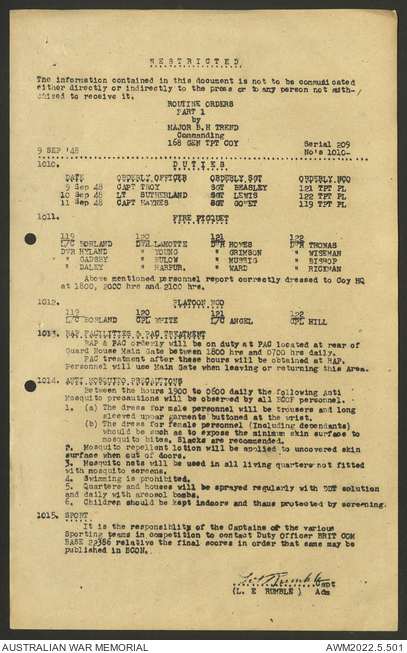 RESTRICTED
The information contained in this document is not to be communicated
either directly or indirectly to the press or to any person not auth-
orised to receive it.
ROUTINE ORDERS
PART 1
by
MAJOR B.H TREND
Commanding
168 GEN TPT COY
Serial 209
9 SEP '48 No's 1010-
1010. DUTIES
DATE ORDERLY OFFICER ORDERLY SGT ORDERLY NCO
9 Sep 48 CAPT TROY SGT BEASLEY 121 TPT PL
10 Sep 48 LT SUTHERLAND SGT LEWIS 122 TPT PL
11 Sep 48 CAPT HAYNES SGT GOWET 119 TPT PL
1011. FIRE PICQUET
119 120 121 122
L/C BORLAND DVR LAMOTTE DVR HOWES DVR THOMAS
DVR HYLAND " YOUNG " GRIMSON " WISEMAN
" GADSBY " BULOW " MUSSIG " BISHOP
" DALEY " HARPUR. " WARD " RICKMAN
Above mentioned personnel report correctly dressed to Coy HQ
at 1800, 2000 hrs and 2100 hrs.
1012. PLATOON NCO
119 120 121 122
L/C BORLAND CPL WHITE L/C ANGEL CPL HILL
1013. RAP FACILITIES & PAC TREATMENT
RAP & PAC orderly will be on duty at PAC located at rear of
Guard House Main Gate between 1800 hrs and 0700 hrs daily.
PAC treatment after these hours will be obtained at RAP.
Personnel will use Main Gate when leaving or returning this Area.
1014. ANTI MOSQUITO PRECAUTIONS
Between the hours 1900 to 0600 daily the following Anti
Mosquito precautions will be observed by all BCOF personnel.
1. (a) The dress for male personnel will be trousers and long
sleeved upper garments buttoned at the wrist.
(b) The dress for female personnel (including dependants)
whould be such as to expose the minimum skin surface to
mosquito bites. Slacks are recommended.
2. Mosquito repellent lotion will be applied to uncovered skin
surface when out of doors.
3. Mosquito nets will be used in all living quarters not fitted
with mosquito screens.
4. Swimming is prohibited.
5. Quarters and houses will be sprayed regularly with DDT solution
and daily with areosol bombs.
6. Children should be kept indoors and thus protected by screening.
1015. SPORT
It is the responsiblity of the Captains of the various
Sporting teams in competition to contact Duty Officer BRIT COM
BASE 22386 relative the final scores in order that same may be
published in BCON.
Capt
(L. E RUMBLE) Adm
AUSTRALIAN WAR MEMORIAL AWM2022.5.501